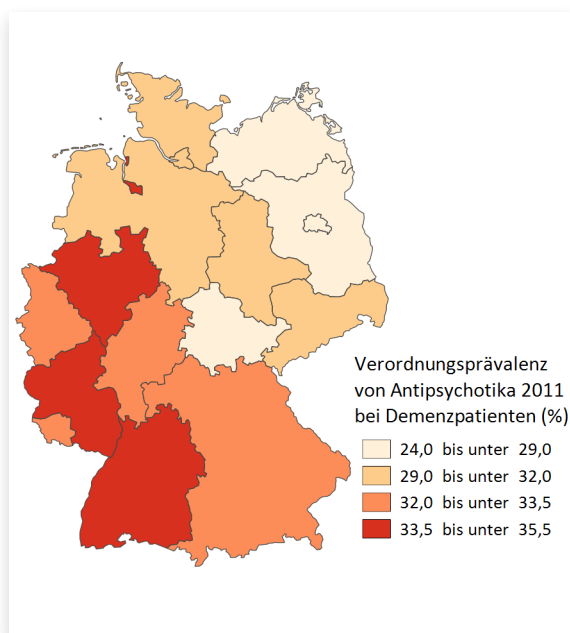 Verordnungsprävalenz
von Antipsychotika 2011
bei Demenzpatienten (%)
24,0 bis unter 29,0
29,0 bis unter 32,0
32,0 bis unter 33,5
33,5 bis unter 35,5